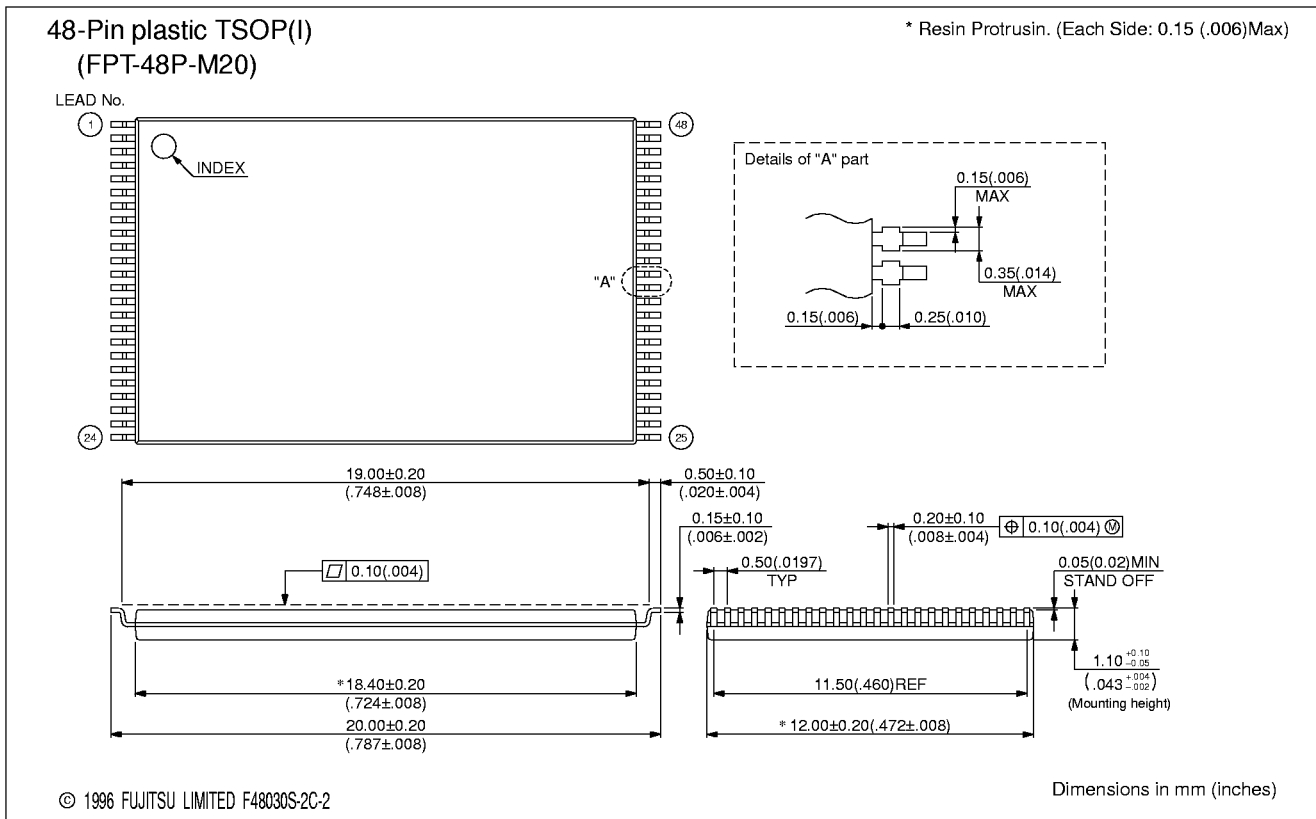 48-Pin plastic TSOP(I)
(FPT-48P-M20)
* Resin Protrusin. (Each Side: 0.15 (.006)Max)
LEAD No.
1
48
INDEX
"A"
24
25
Details of "A" part
0.15(.006)
MAX
0.35(.014)
MAX
0.15(.006)
0.25(.010)
19.00±0.20
(.748±.008)
0.50±0.10
(.020±.004)
0.15±0.10
(.006±.002)
0.20±0.10
(.008±.004)
⌖ 0.10(.004) Ⓜ
0.50(.0197)
TYP
0.05(0.02)MIN
STAND OFF
⏥ 0.10(.004)
1.10 +0.10 −0.05
(.043 +.004 −.002)
(Mounting height)
*18.40±0.20
(.724±.008)
11.50(.460)REF
20.00±0.20
(.787±.008)
* 12.00±0.20(.472±.008)
© 1996 FUJITSU LIMITED F48030S-2C-2
Dimensions in mm (inches)